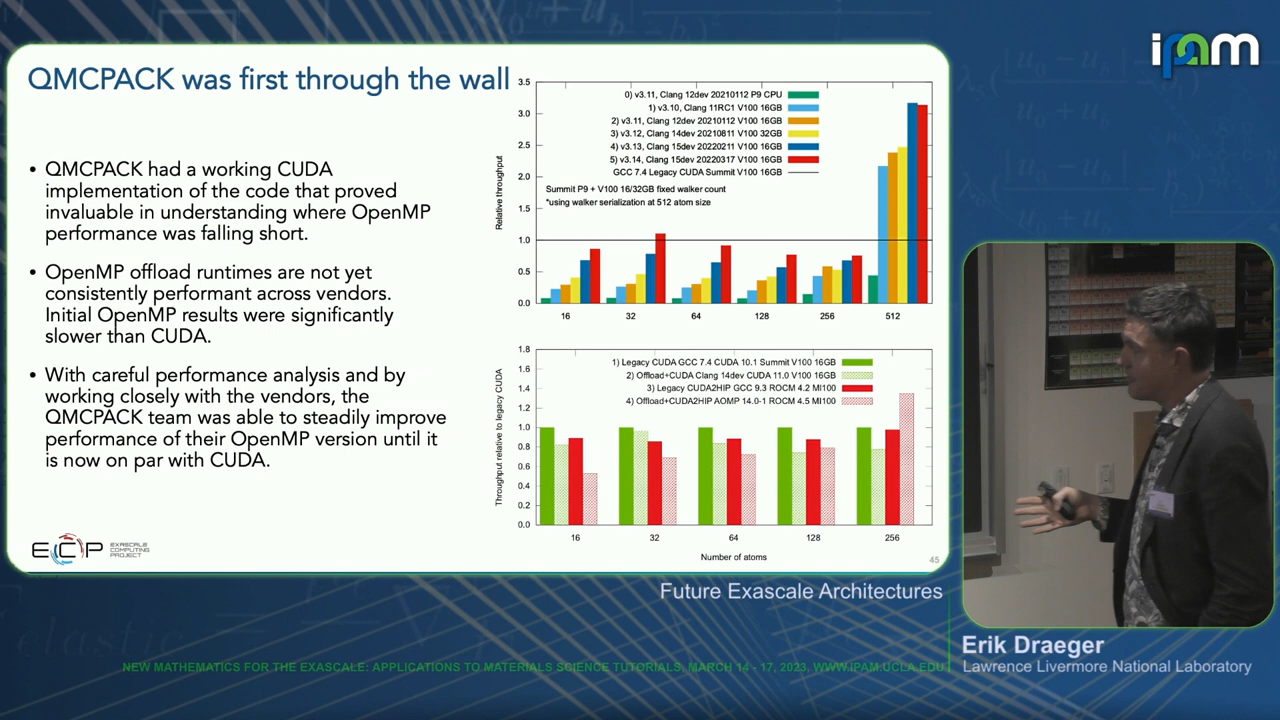 ipam
QMCPACK was first through the wall
• QMCPACK had a working CUDA
implementation of the code that proved
invaluable in understanding where OpenMP
performance was falling short.
• OpenMP offload runtimes are not yet
consistently performant across vendors.
Initial OpenMP results were significantly
slower than CUDA.
• With careful performance analysis and by
working closely with the vendors, the
QMCPACK team was able to steadily improve
performance of their OpenMP version until it
is now on par with CUDA.
ECP EXASCALE COMPUTING PROJECT
3.5
3.0
2.5
2.0
1.5
1.0
0.5
0.0
Relative throughput
0) v3.11, Clang 12dev 20210112 P9 CPU
1) v3.10, Clang 11RC1 V100 16GB
2) v3.11, Clang 12dev 20210112 V100 16GB
3) v3.12, Clang 14dev 20210811 V100 32GB
4) v3.13, Clang 15dev 20220211 V100 16GB
5) v3.14, Clang 15dev 20220317 V100 16GB
GCC 7.4 Legacy CUDA Summit V100 16GB
Summit P9 + V100 16/32GB fixed walker count
*using walker serialization at 512 atom size
16 32 64 128 256 512
1.8
1.6
1.4
1.2
1.0
0.8
0.6
0.4
0.2
0.0
Throughput relative to legacy CUDA
1) Legacy CUDA GCC 7.4 CUDA 10.1 Summit V100 16GB
2) Offload+CUDA Clang 14dev CUDA 11.0 V100 16GB
3) Legacy CUDA2HIP GCC 9.3 ROCM 4.2 MI100
4) Offload+CUDA2HIP AOMP 14.0-1 ROCM 4.5 MI100
16 32 64 128 256
Number of atoms
45
Future Exascale Architectures
Erik Draeger
Lawrence Livermore National Laboratory
NEW MATHEMATICS FOR THE EXASCALE: APPLICATIONS TO MATERIALS SCIENCE TUTORIALS, MARCH 14 - 17, 2023, WWW.IPAM.UCLA.EDU
elastic